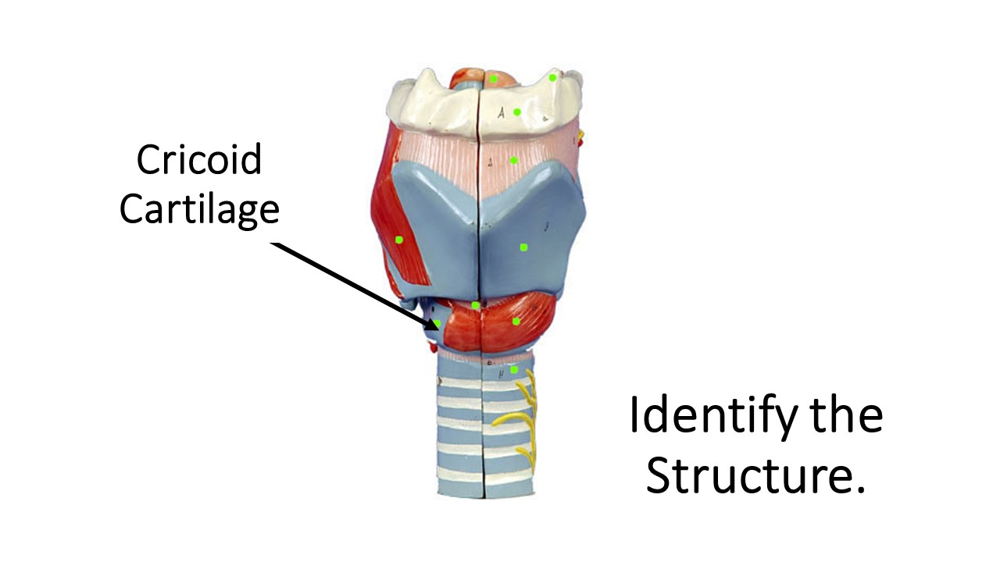 Cricoid
Cartilage
A
Identify the
Structure.